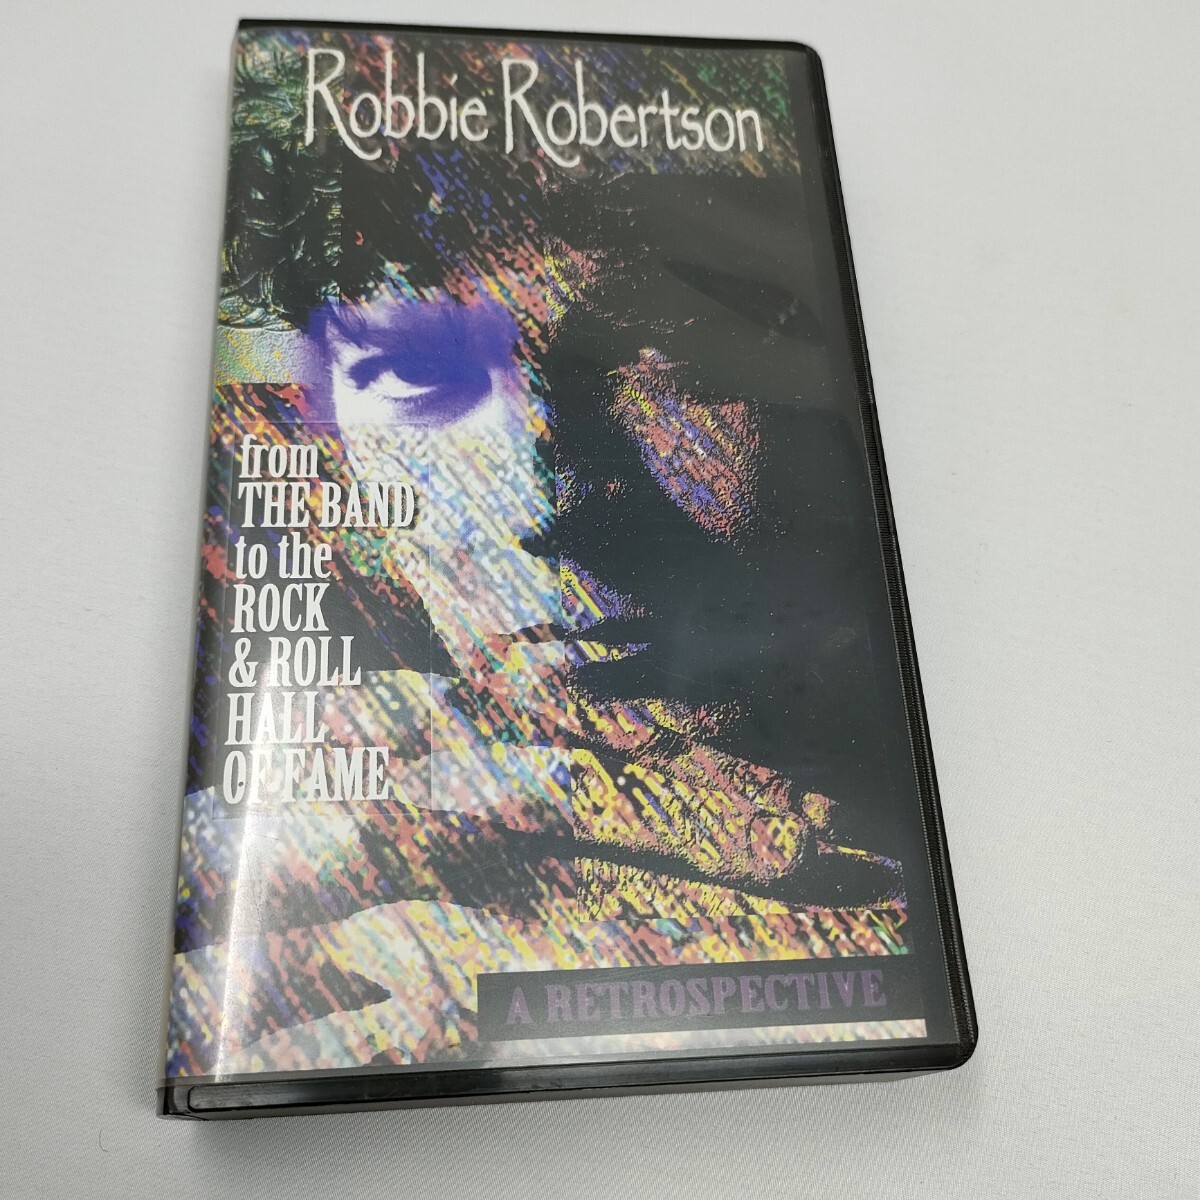 Robbie Robertson
from
THE BAND
to the
ROCK
& ROLL
HALL
OF FAME
A RETROSPECTIVE